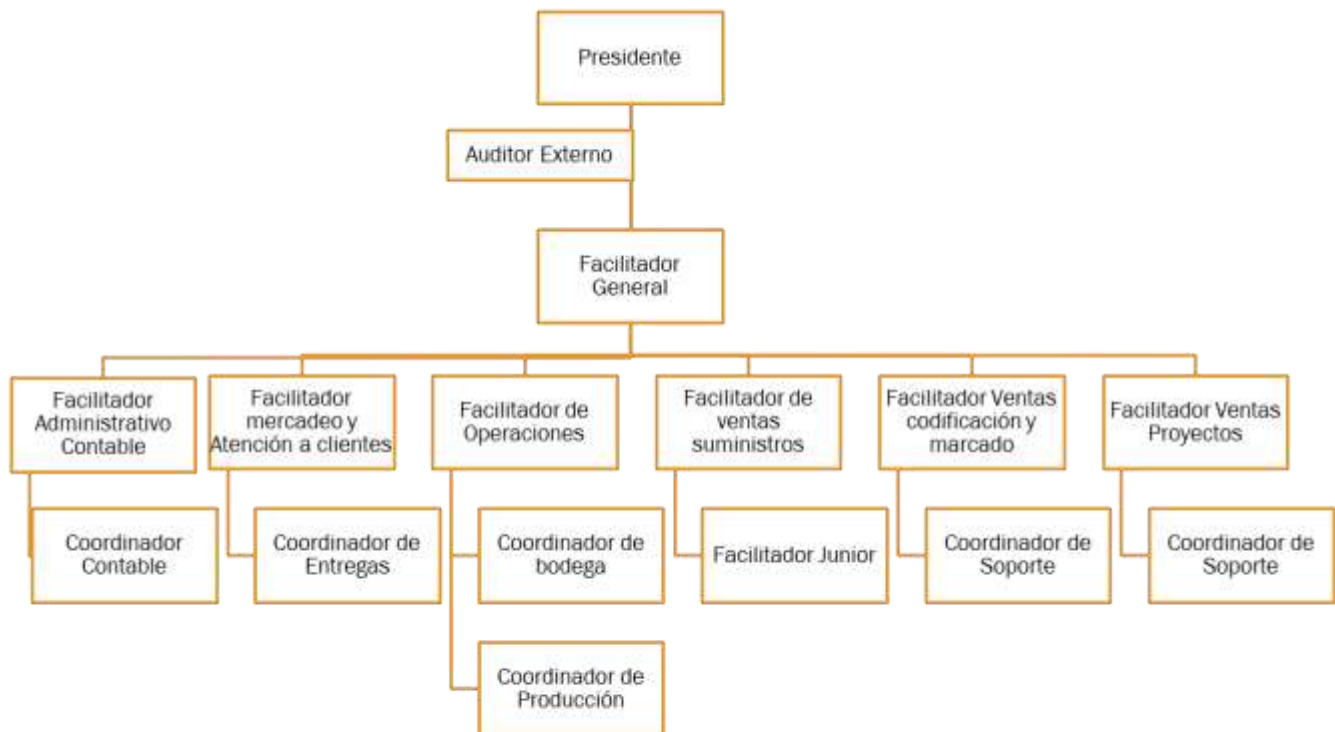 Presidente
Auditor Externo
Facilitador
General
Facilitador
Administrativo
Contable
Facilitador
mercadeo y
Atención a clientes
Facilitador de
Operaciones
Facilitador de
ventas
suministros
Facilitador Ventas
codificación y
marcado
Facilitador Ventas
Proyectos
Coordinador
Contable
Coordinador de
Entregas
Coordinador de
bodega
Facilitador Junior
Coordinador de
Soporte
Coordinador de
Soporte
Coordinador de
Producción